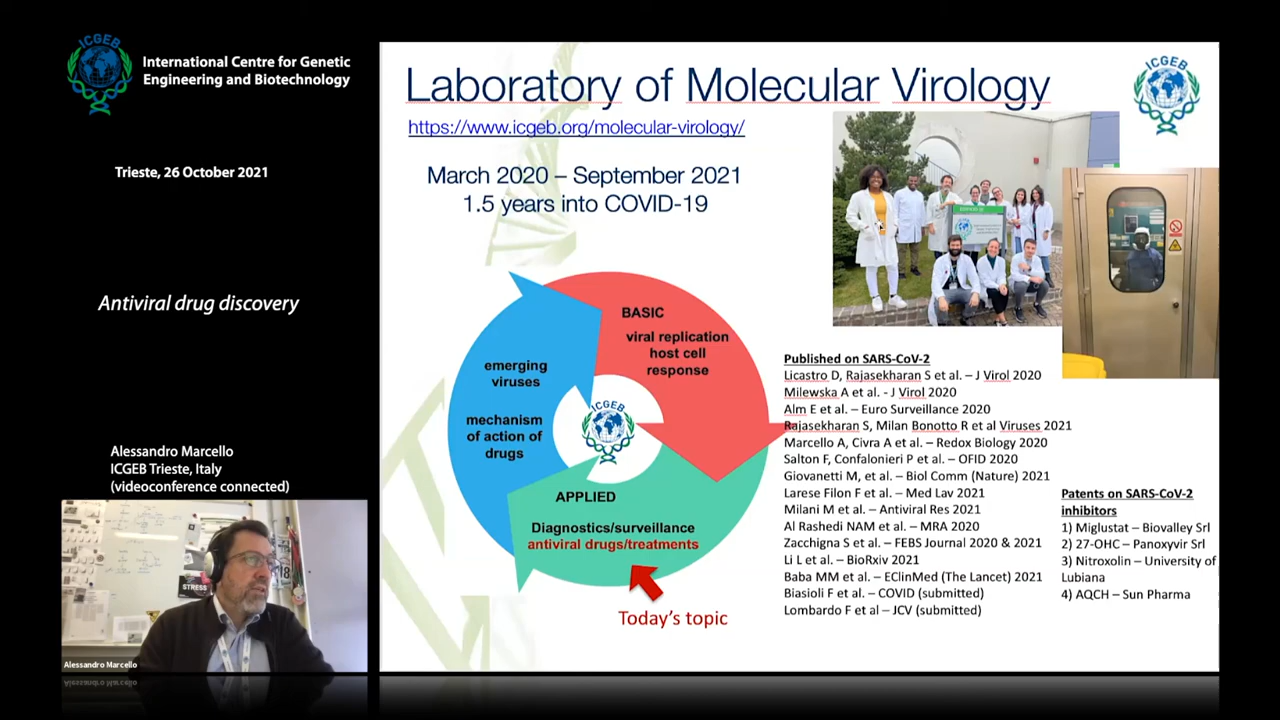 ICGEB
International Centre for Genetic
Engineering and Biotechnology
Trieste, 26 October 2021
Antiviral drug discovery
Alessandro Marcello
ICGEB Trieste, Italy
(videoconference connected)
STRESS
Alessandro Marcello
Laboratory of Molecular Virology
ICGEB
https://www.icgeb.org/molecular-virology/
March 2020 – September 2021
1.5 years into COVID-19
BASIC
viral replication
host cell
response
emerging
viruses
mechanism
of action of
drugs
ICGEB
APPLIED
Diagnostics/surveillance
antiviral drugs/treatments
Today's topic
Published on SARS-CoV-2
Licastro D, Rajasekharan S et al. – J Virol 2020
Milewska A et al. - J Virol 2020
Alm E et al. – Euro Surveillance 2020
Rajasekharan S, Milan Bonotto R et al Viruses 2021
Marcello A, Civra A et al. – Redox Biology 2020
Salton F, Confalonieri P et al. – OFID 2020
Giovanetti M, et al. – Biol Comm (Nature) 2021
Larese Filon F et al. – Med Lav 2021
Milani M et al. – Antiviral Res 2021
Al Rashedi NAM et al. – MRA 2020
Zacchigna S et al. – FEBS Journal 2020 & 2021
Li L et al. – BioRxiv 2021
Baba MM et al. – EClinMed (The Lancet) 2021
Biasioli F et al. – COVID (submitted)
Lombardo F et al – JCV (submitted)
Patents on SARS-CoV-2
inhibitors
1) Miglustat – Biovalley Srl
2) 27-OHC – Panoxyvir Srl
3) Nitroxolin – University of
Lubiana
4) AQCH – Sun Pharma